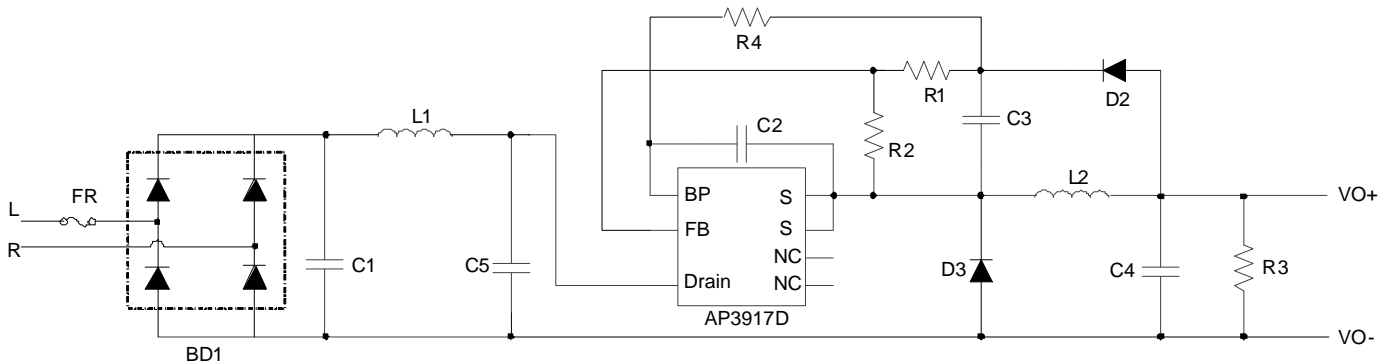 R4
R1
D2
L1
C2
R2
C3
FR
L
R
BP
S
L2
VO+
FB
S
C1
C5
NC
D3
C4
R3
Drain
NC
AP3917D
VO-
BD1